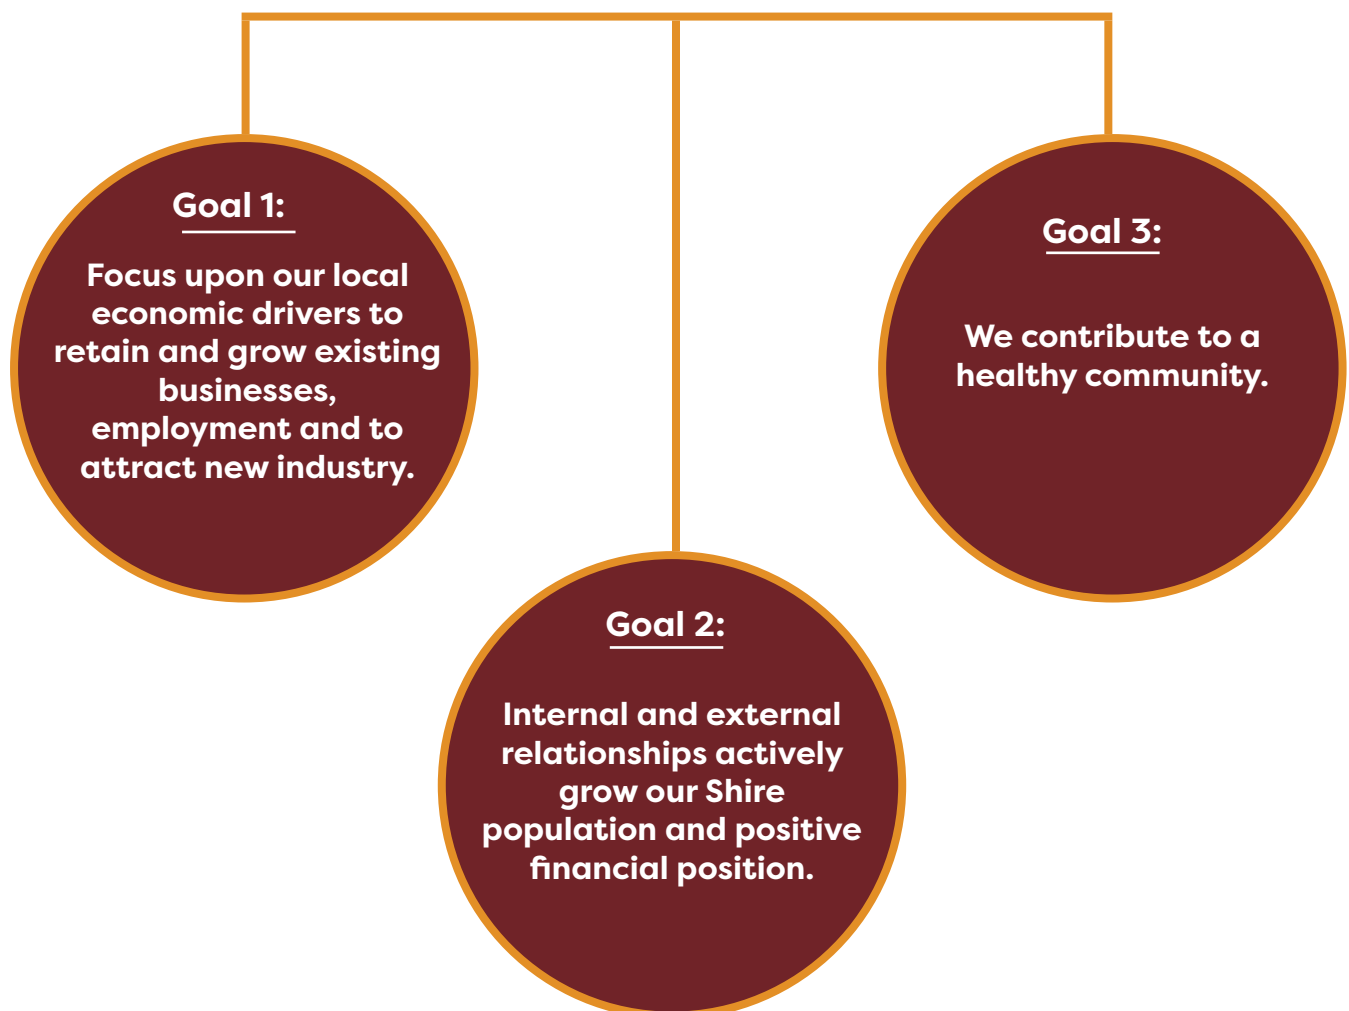 Goal 1:
Focus upon our local
economic drivers to
retain and grow existing
businesses,
employment and to
attract new industry.
Goal 2:
Internal and external
relationships actively
grow our Shire
population and positive
financial position.
Goal 3:
We contribute to a
healthy community.